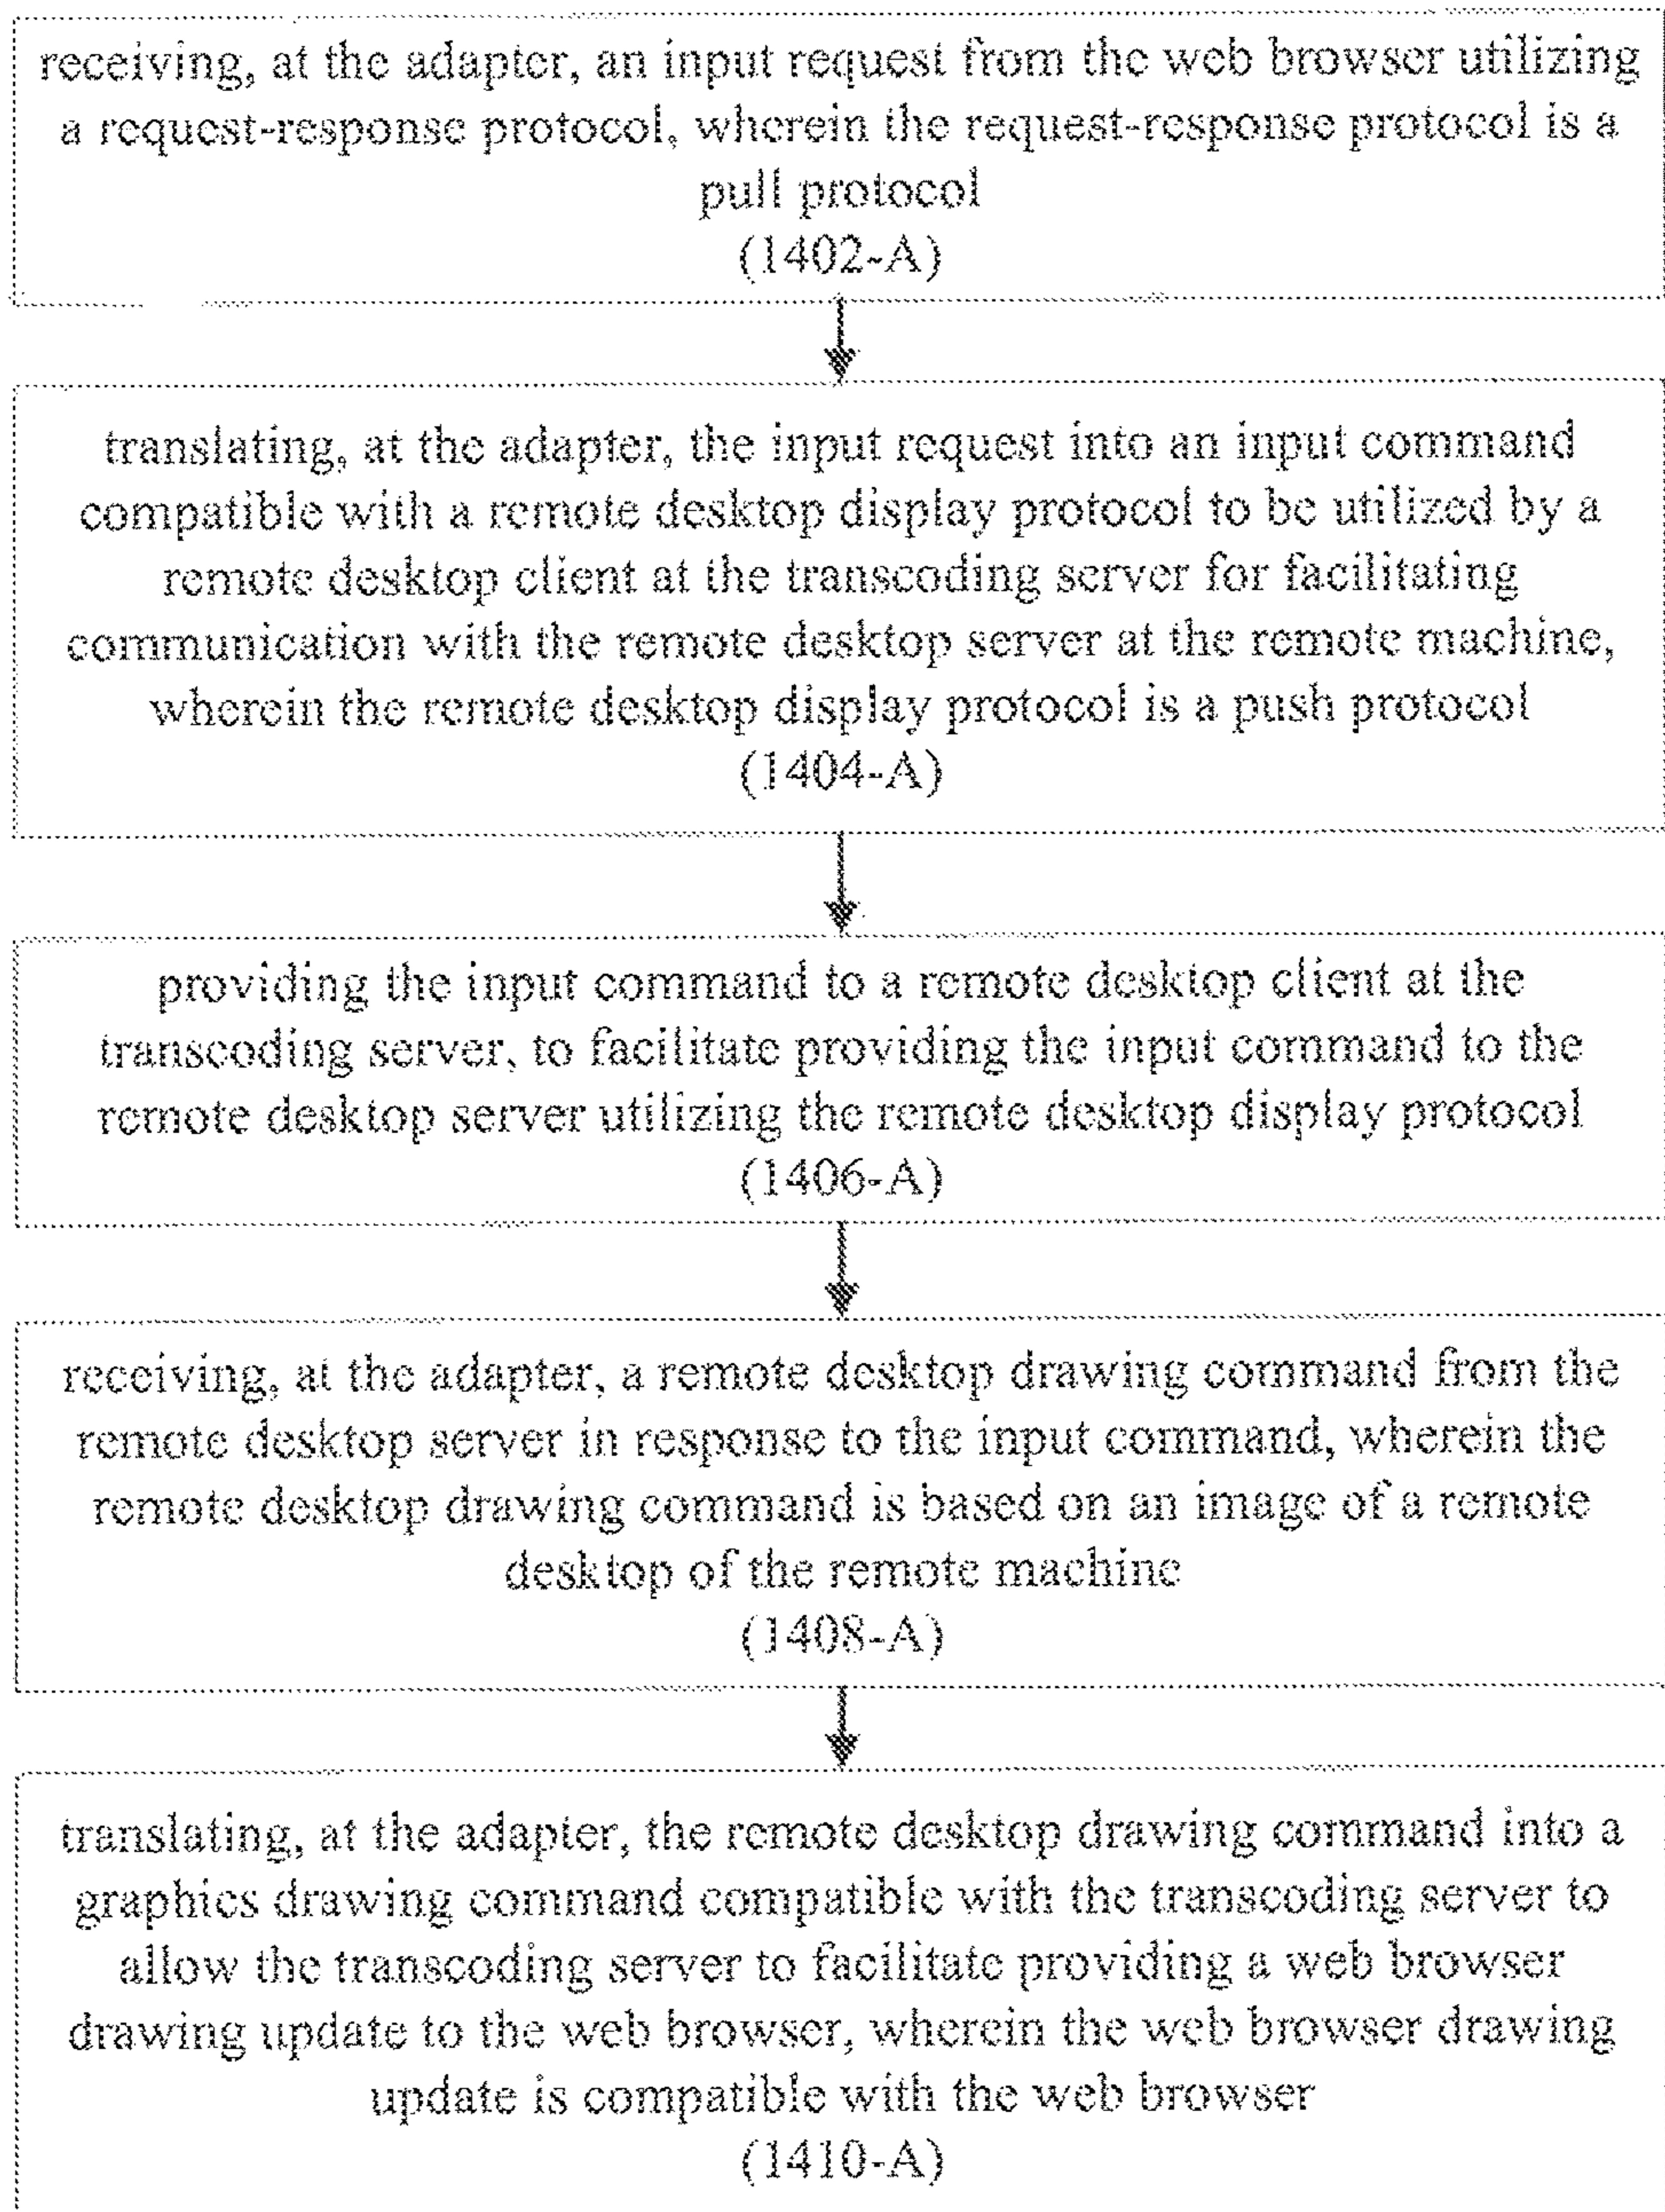 receiving, at the adapter, an input request from the web browser utilizing
a request-response protocol, wherein the request-response protocol is a
pull protocol
(1402-A)
translating, at the adapter, the input request into an input command
compatible with a remote desktop display protocol to be utilized by a
remote desktop client at the transcoding server for facilitating
communication with the remote desktop server at the remote machine,
wherein the remote desktop display protocol is a push protocol
(1404-A)
providing the input command to a remote desktop client at the
transcoding server, to facilitate providing the input command to the
remote desktop server utilizing the remote desktop display protocol
(1406-A)
receiving, at the adapter, a remote desktop drawing command from the
remote desktop server in response to the input command, wherein the
remote desktop drawing command is based on an image of a remote
desktop of the remote machine
(1408-A)
translating, at the adapter, the remote desktop drawing command into a
graphics drawing command compatible with the transcoding server to
allow the transcoding server to facilitate providing a web browser
drawing update to the web browser, wherein the web browser drawing
update is compatible with the web browser
(1410-A)